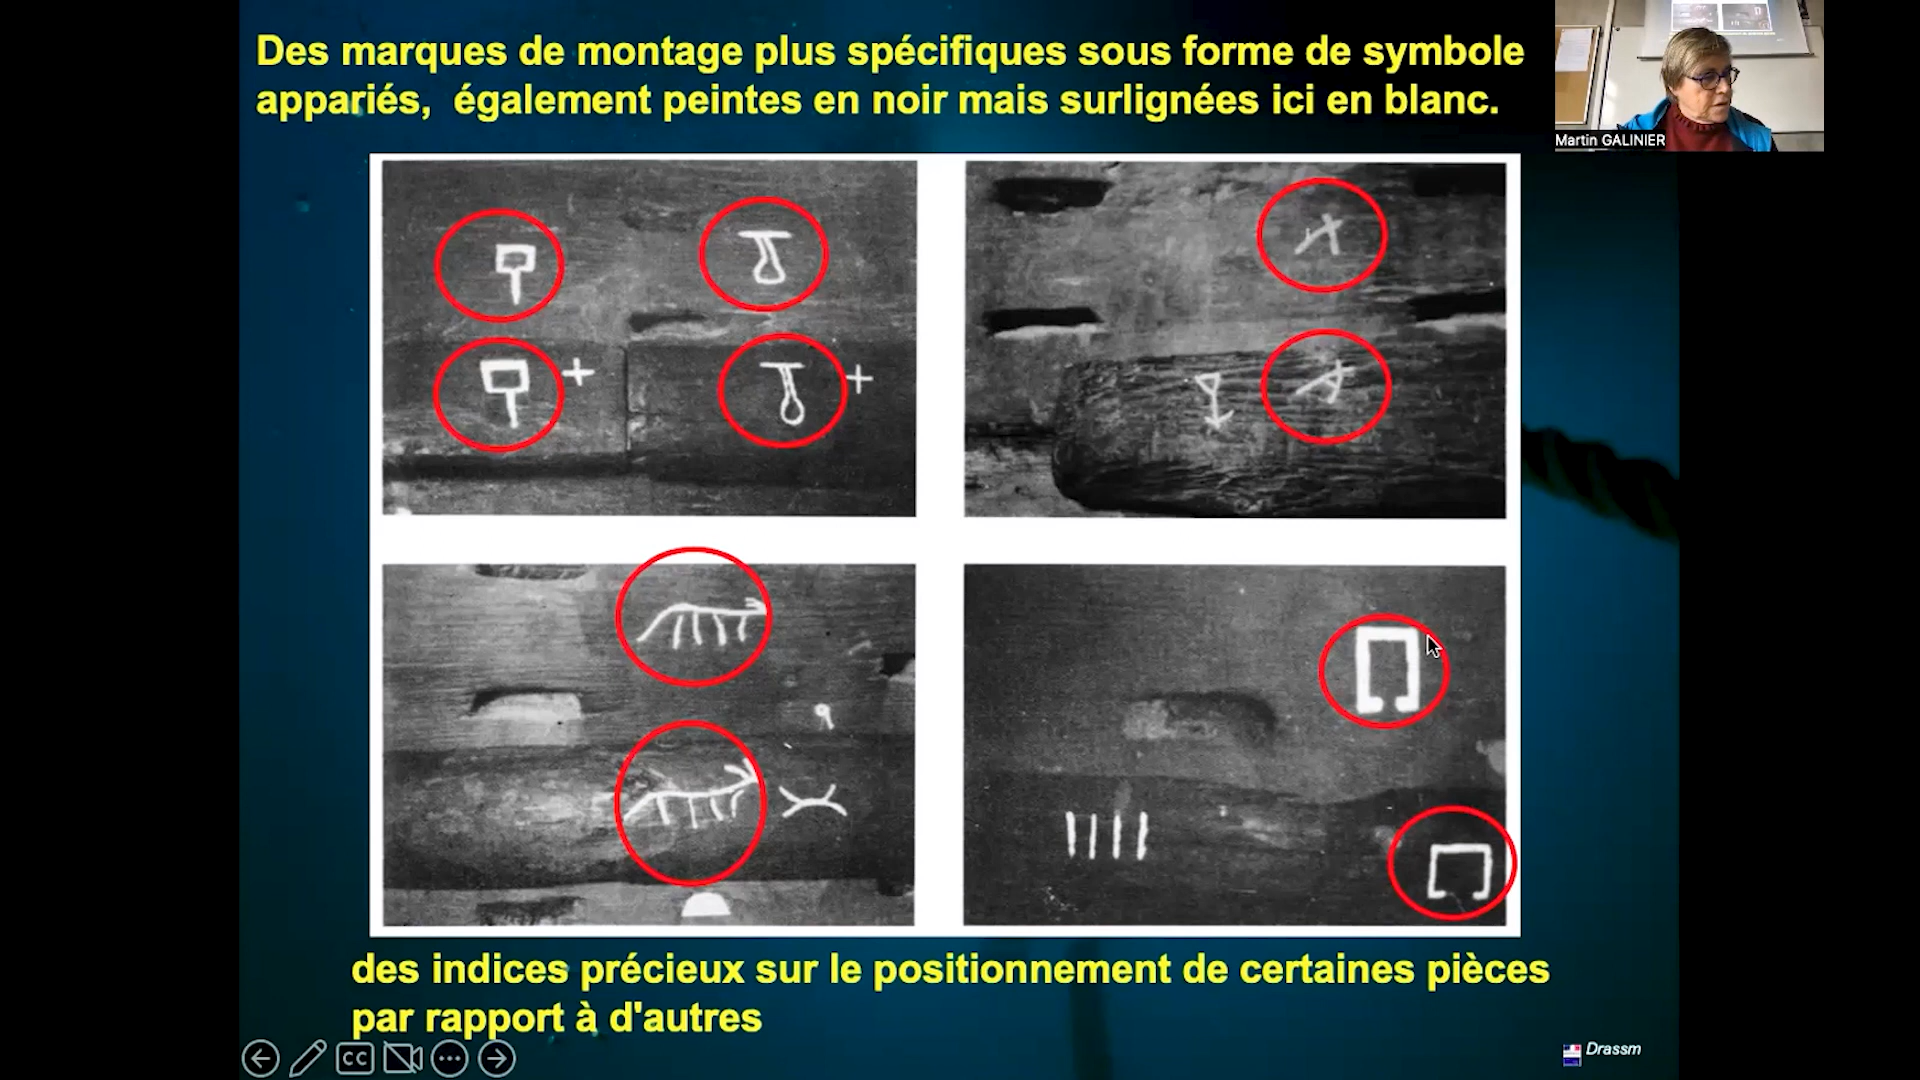 Des marques de montage plus spécifiques sous forme de symbole
appariés, également peintes en noir mais surlignées ici en blanc.
Martin GALINIER
des indices précieux sur le positionnement de certaines pièces
par rapport à d'autres
CC
Drassm